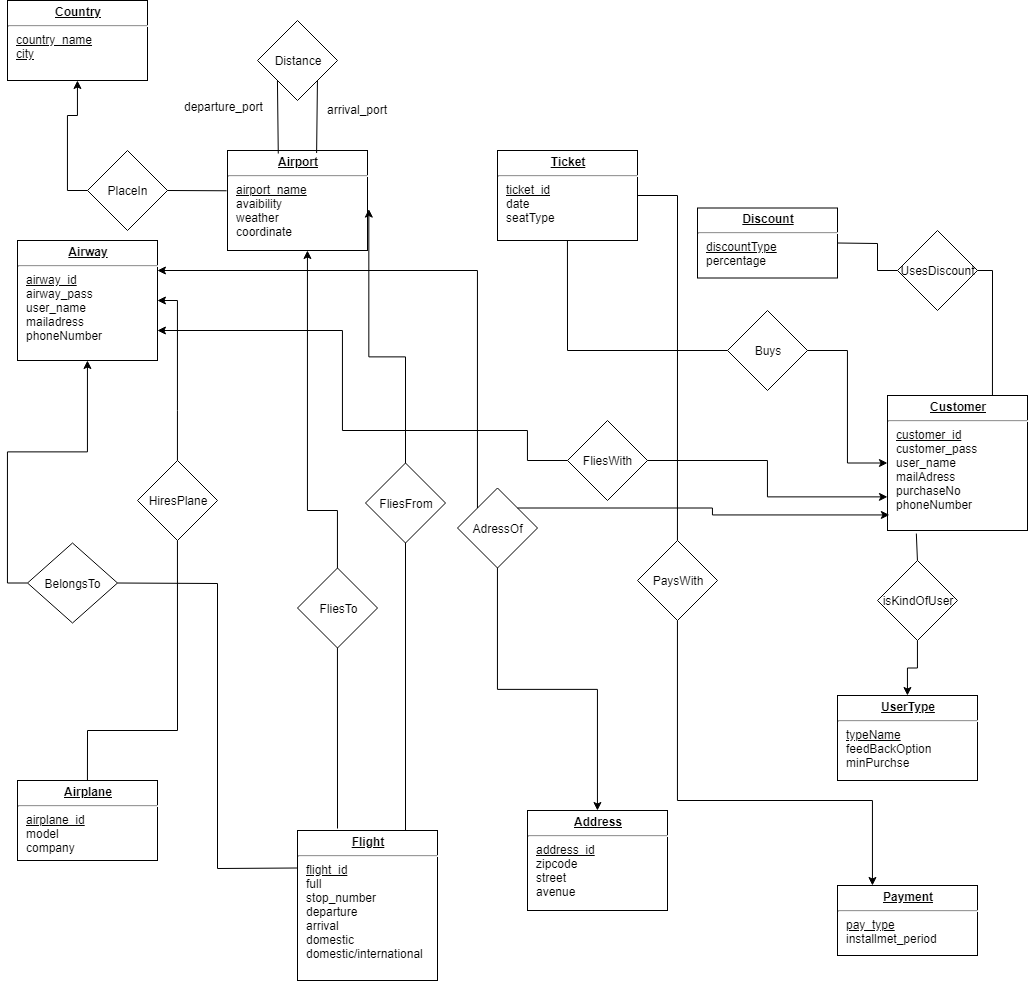 Country
country_name
city
Distance
departure_port
arrival_port
PlaceIn
Airport
airport_name
avaibility
weather
coordinate
Ticket
ticket_id
date
seatType
Discount
discountType
percentage
UsesDiscount
Airway
airway_id
airway_pass
user_name
mailadress
phoneNumber
Buys
Customer
customer_id
customer_pass
user_name
mailAdress
purchaseNo
phoneNumber
FliesWith
HiresPlane
FliesFrom
AdressOf
BelongsTo
FliesTo
PaysWith
isKindOfUser
UserType
typeName
feedBackOption
minPurchse
Airplane
airplane_id
model
company
Flight
flight_id
full
stop_number
departure
arrival
domestic
domestic/international
Address
address_id
zipcode
street
avenue
Payment
pay_type
installmet_period